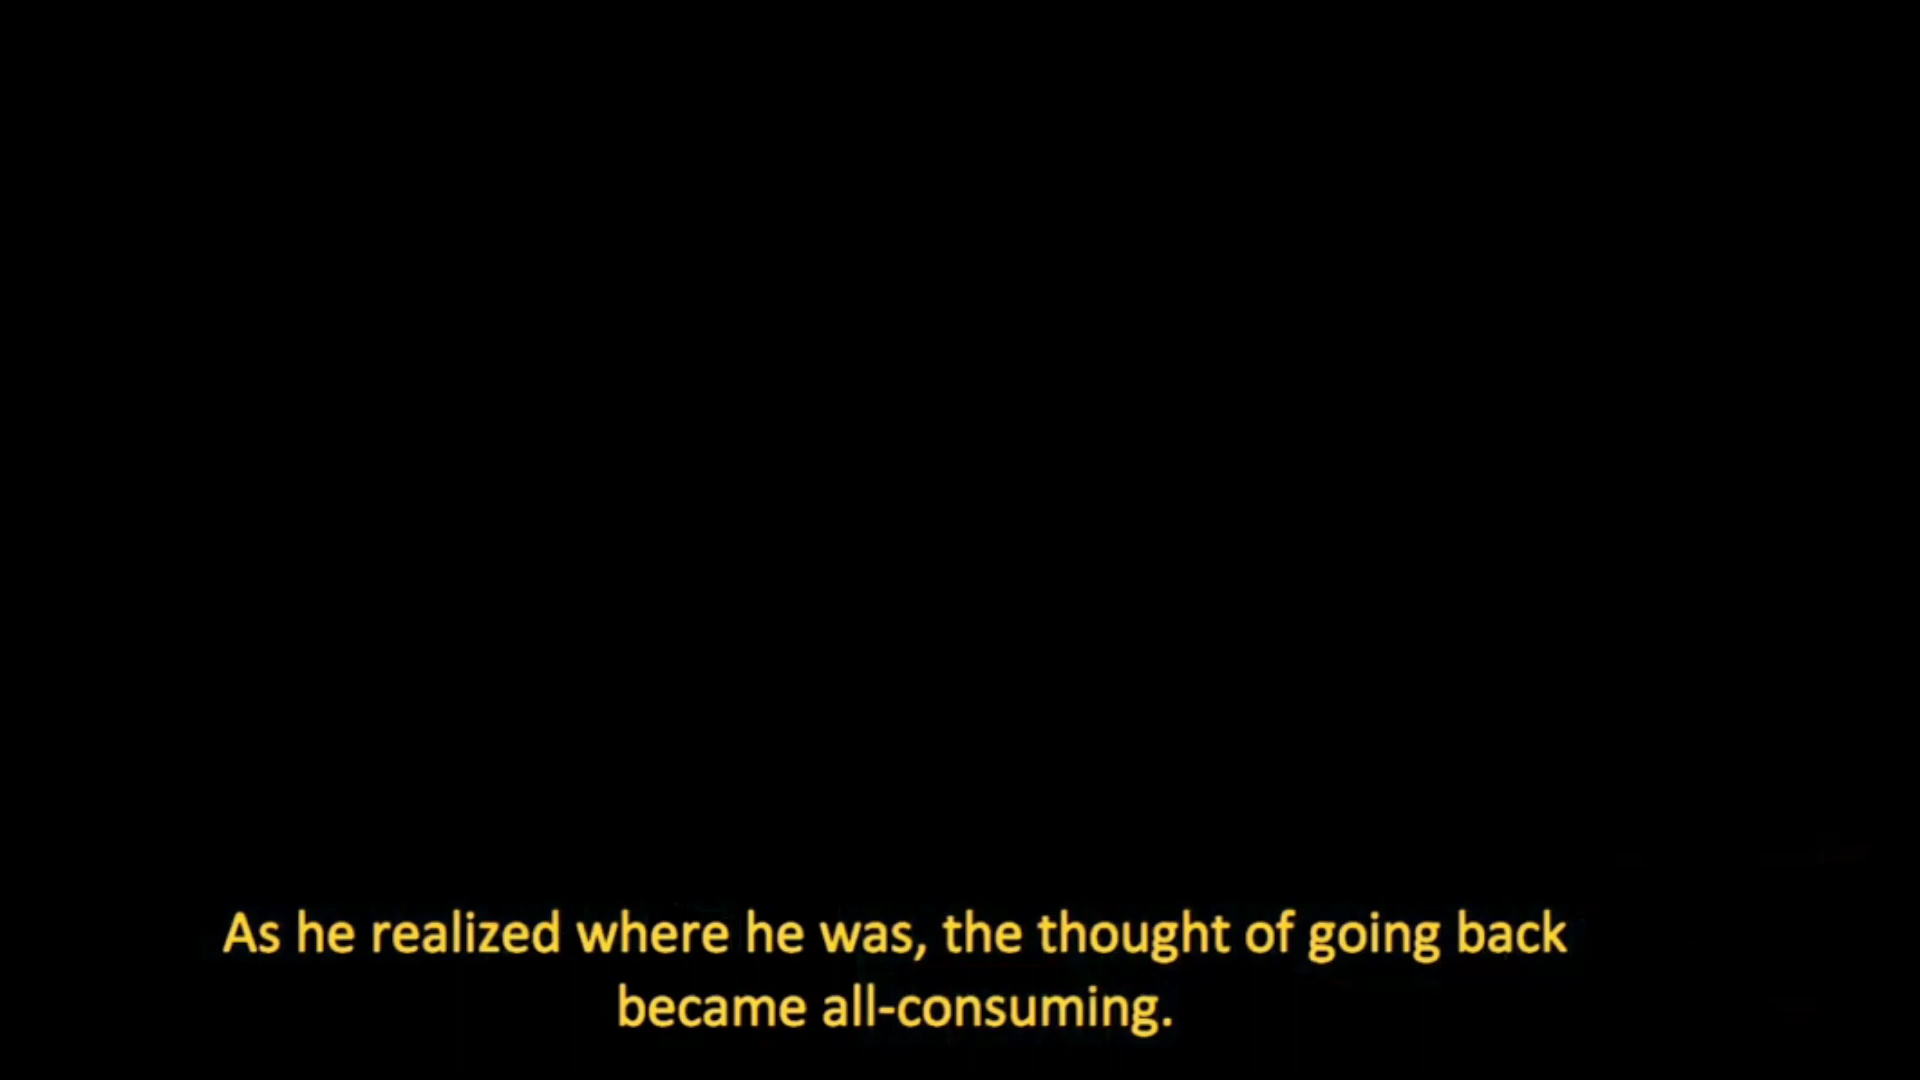 As he realized where he was, the thought of going back
became all-consuming.